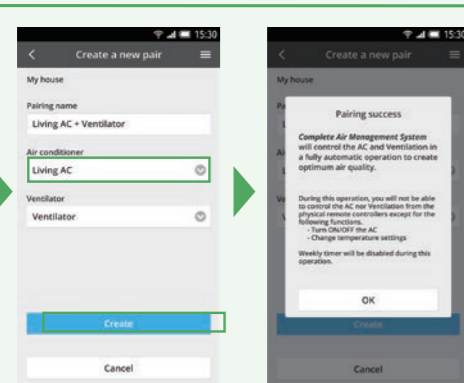 15:30
Create a new pair
My house
Pairing name
Living AC + Ventilator
Air conditioner
Living AC
Ventilator
Ventilator
Create
Cancel
15:30
Create a new pair
My house
Pairing success
Complete Air Management System
will control the AC and Ventilation in
a fully automatic operation to create
optimum air quality.
During this operation, you will not be able
to control the AC nor Ventilation from the
physical remote controllers except for the
following functions.
- Turn ON/OFF the AC
- Change temperature settings
Weekly timer will be disabled during this
operation.
OK
Create
Cancel